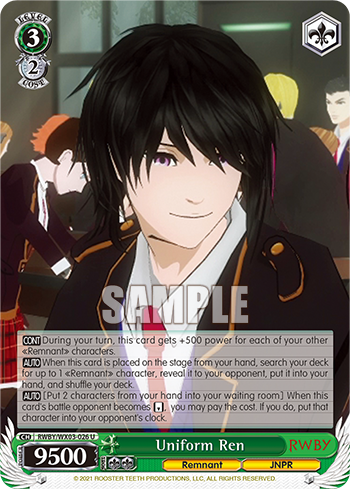 LEVEL
3
2
COST
SAMPLE
CONT During your turn, this card gets +500 power for each of your other
«Remnant» characters.
AUTO When this card is placed on the stage from your hand, search your deck
for up to 1 «Remnant» character, reveal it to your opponent, put it into your
hand, and shuffle your deck.
AUTO [Put 2 characters from your hand into your waiting room] When this
card's battle opponent becomes [ ], you may pay the cost. If you do, put that
character into your opponent's clock.
CH RWBY/WX03-026 U
Uniform Ren
RWBY
POWER
9500
Remnant
JNPR
© 2021 ROOSTER TEETH PRODUCTIONS, LLC, ALL RIGHTS RESERVED.